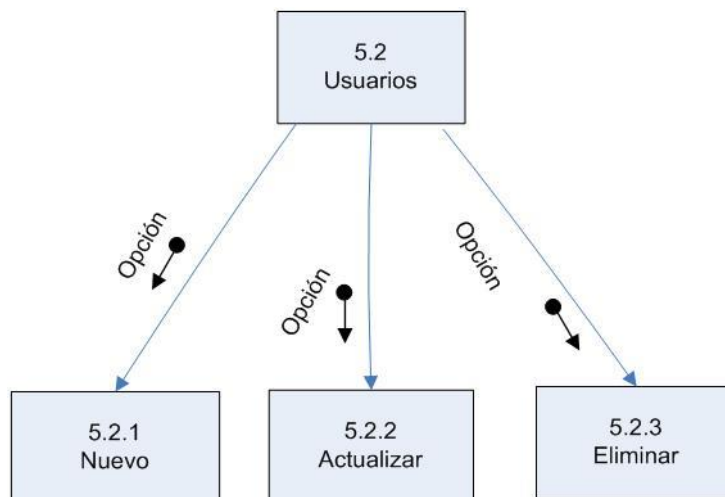 5.2
Usuarios
Opción
Opción
Opción
5.2.1
Nuevo
5.2.2
Actualizar
5.2.3
Eliminar